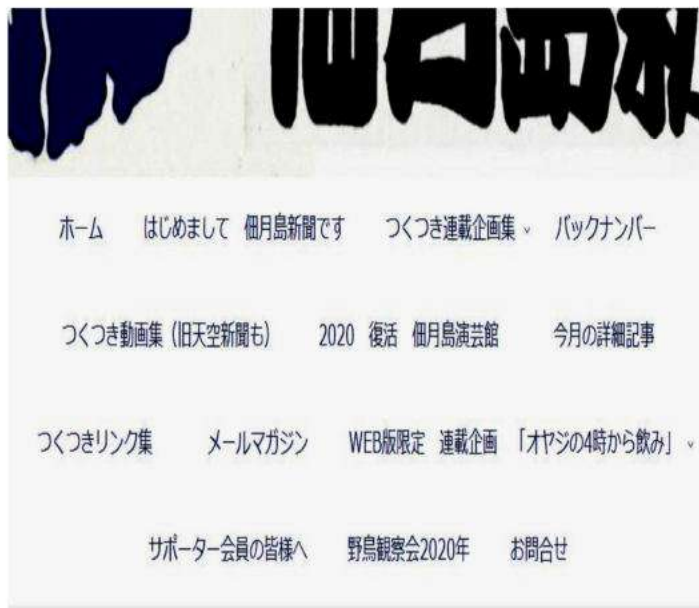 ホーム はじめまして 佃月島新聞です つくつき連載企画集 バックナンバー
つくつき動画集（旧天空新聞も） 2020 復活 佃月島演芸館 今月の詳細記事
つくつきリンク集 メールマガジン WEB版限定 連載企画 「オヤジの4時から飲み」
サポーター会員の皆様へ 野鳥観察会2020年 お問合せ